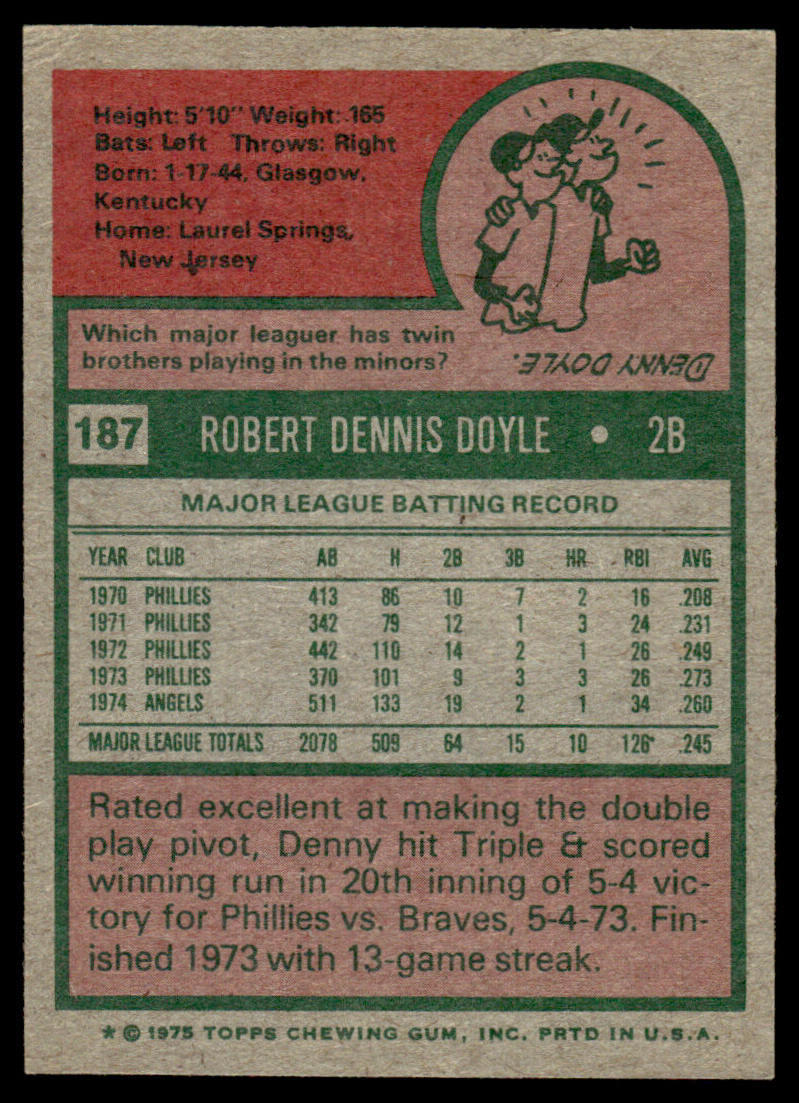 Height: 5'10" Weight: 165
Bats: Left Throws: Right
Born: 1-17-44, Glasgow,
Kentucky
Home: Laurel Springs,
New Jersey
Which major leaguer has twin
brothers playing in the minors?
DENNY DOYLE.
187 ROBERT DENNIS DOYLE • 2B
MAJOR LEAGUE BATTING RECORD
YEAR CLUB AB H 2B 3B HR RBI AVG
1970 PHILLIES 413 86 10 7 2 16 .208
1971 PHILLIES 342 79 12 1 3 24 .231
1972 PHILLIES 442 110 14 2 1 26 .249
1973 PHILLIES 370 101 9 3 3 26 .273
1974 ANGELS 511 133 19 2 1 34 .260
MAJOR LEAGUE TOTALS 2078 509 64 15 10 126 .245
Rated excellent at making the double
play pivot, Denny hit Triple & scored
winning run in 20th inning of 5-4 vic-
tory for Phillies vs. Braves, 5-4-73. Fin-
ished 1973 with 13-game streak.
* © 1975 TOPPS CHEWING GUM, INC. PRTD IN U.S.A.